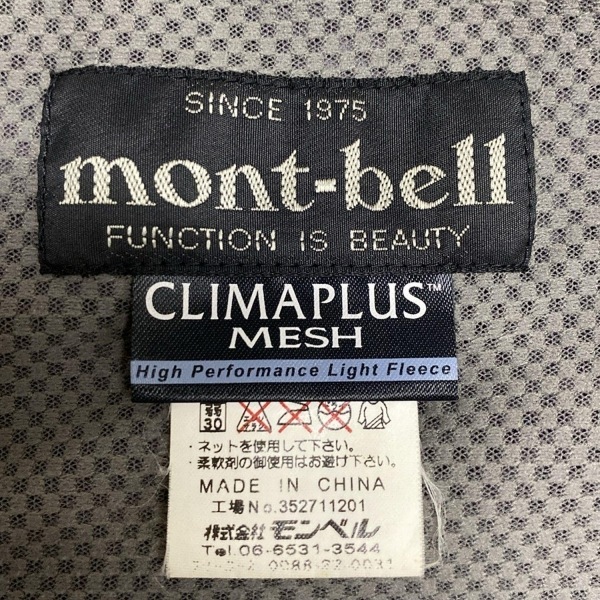 SINCE 1975
mont-bell
FUNCTION IS BEAUTY
CLIMAPLUS™
MESH
High Performance Light Fleece
30
・ネットを使用して下さい。
・柔軟剤の御使用はお避け下さい。
MADE IN CHINA
工場No.352711201
株式会社モンベル
TEL.06-6531-3544
0088-22-0031